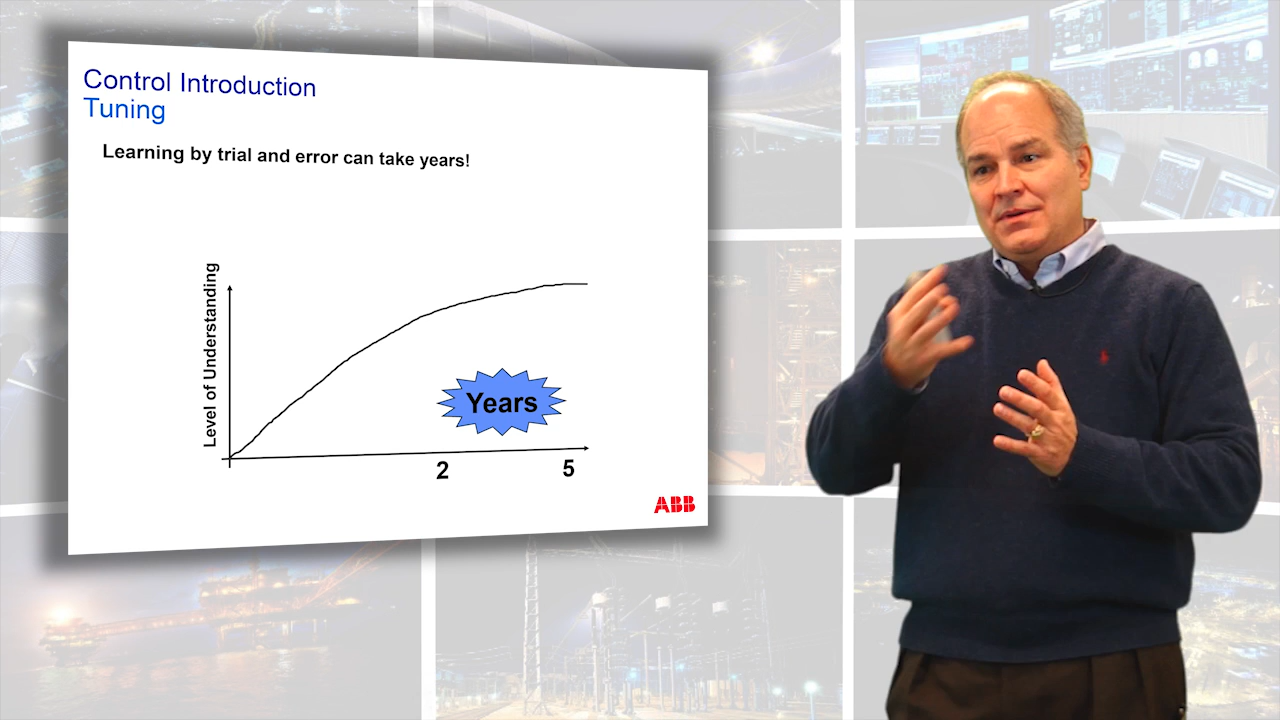 Control Introduction
Tuning
Learning by trial and error can take years!
Level of Understanding
Years
2
5
ABB